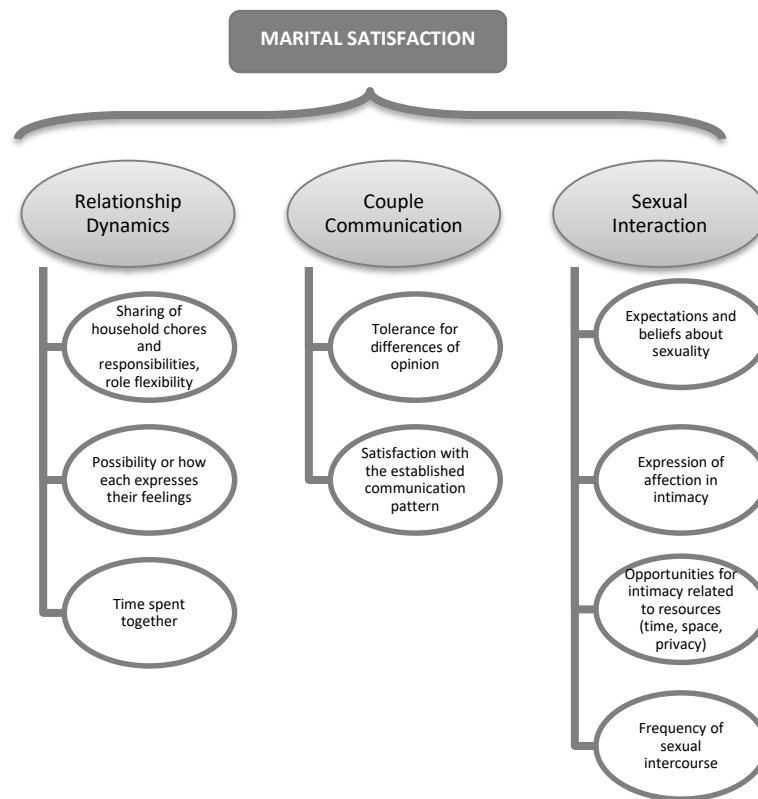 MARITAL SATISFACTION
Relationship
Dynamics
Sharing of
household chores
and
responsibilities,
role flexibility
Possibility or how
each expresses
their feelings
Time spent
together
Couple
Communication
Tolerance for
differences of
opinion
Satisfaction with
the established
communication
pattern
Sexual
Interaction
Expectations and
beliefs about
sexuality
Expression of
affection in
intimacy
Opportunities for
intimacy related
to resources
(time, space,
privacy)
Frequency of
sexual
intercourse